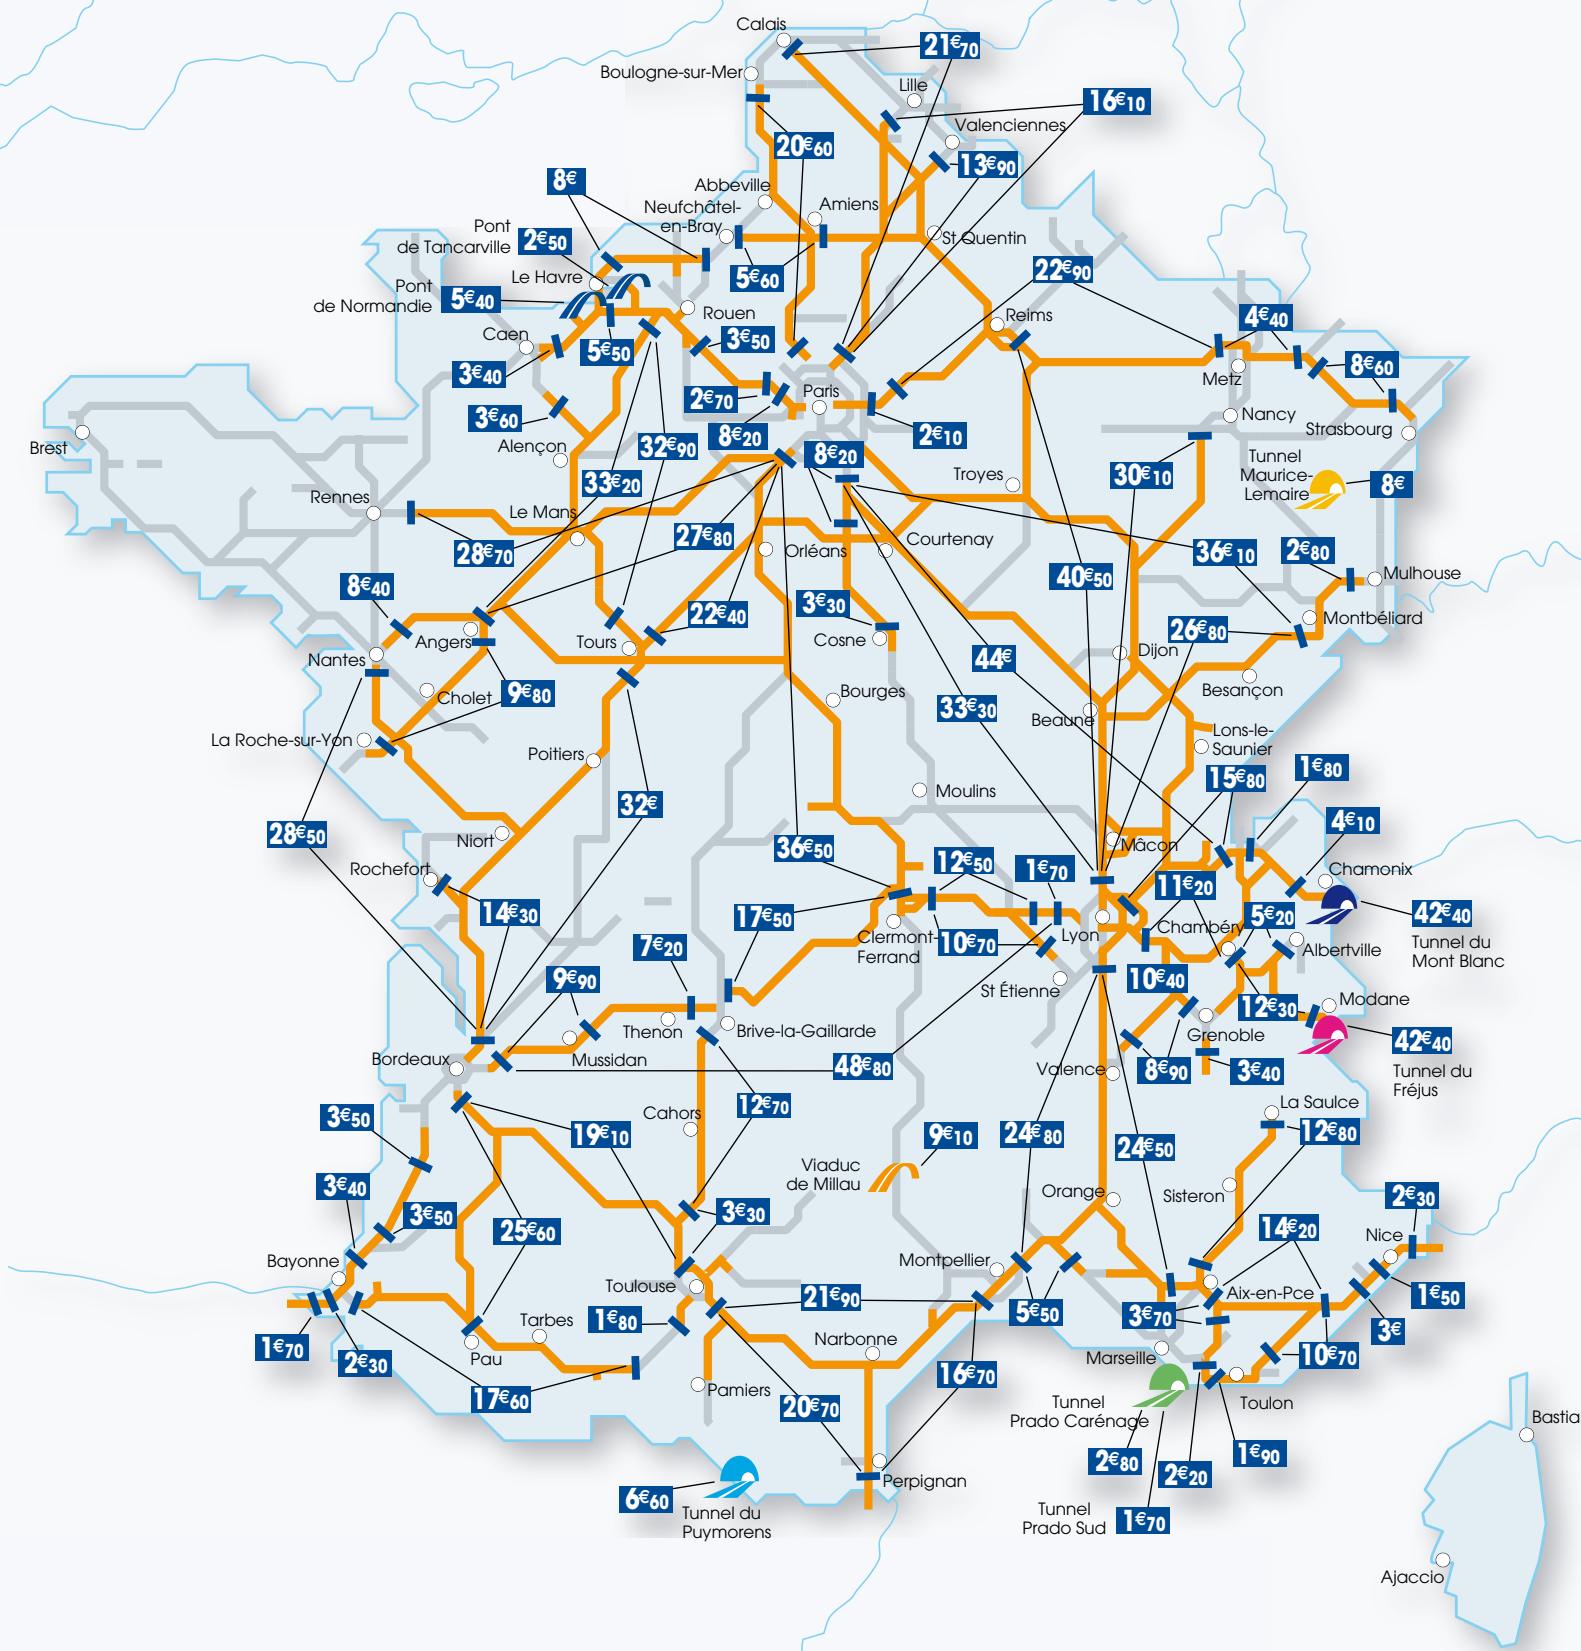 Calais
21€70
Boulogne-sur-Mer
Lille
16€10
Valenciennes
20€60
13€90
8€
Abbeville
Neufchâtel-
en-Bray
Amiens
Pont
de Tancarville
2€50
St Quentin
Le Havre
5€60
22€90
Pont
de Normandie
5€40
Rouen
Reims
4€40
Caen
5€50
3€50
3€40
8€60
Metz
2€70
Paris
3€60
Nancy
Strasbourg
8€20
2€10
Brest
Alençon
32€90
8€20
Troyes
30€10
Tunnel
Maurice-
Lemaire
8€
33€20
Rennes
Le Mans
27€80
28€70
Orléans
Courtenay
36€10
2€80
40€50
Mulhouse
8€40
22€40
3€30
Montbéliard
Angers
Tours
Cosne
26€80
Nantes
44€
Dijon
Cholet
9€80
Bourges
Besançon
33€30
Beaune
La Roche-sur-Yon
Lons-le-
Saunier
Poitiers
15€80
1€80
Moulins
32€
4€10
28€50
Niort
36€50
Mâcon
12€50
1€70
Chamonix
Rochefort
11€20
14€30
17€50
5€20
42€40
Tunnel du
Mont Blanc
Clermont-
Ferrand
10€70
Lyon
Chambéry
7€20
Albertville
9€90
St Étienne
10€40
12€30
Modane
Thenon
Brive-la-Gaillarde
Grenoble
42€40
Tunnel du
Fréjus
Bordeaux
Mussidan
48€80
Valence
8€90
3€40
12€70
La Saulce
3€50
Cahors
19€10
9€10
24€80
24€50
12€80
Viaduc
de Millau
3€40
Orange
Sisteron
2€30
3€50
3€30
25€60
14€20
Nice
Bayonne
Montpellier
Toulouse
21€90
Aix-en-Pce
1€50
1€80
5€50
3€70
3€
1€70
2€30
Tarbes
Pau
Narbonne
Marseille
10€70
17€60
Pamiers
20€70
16€70
Tunnel
Prado Carénage
Toulon
Bastia
2€80
2€20
1€90
6€60
Perpignan
Tunnel du
Puymorens
Tunnel
Prado Sud
1€70
Ajaccio